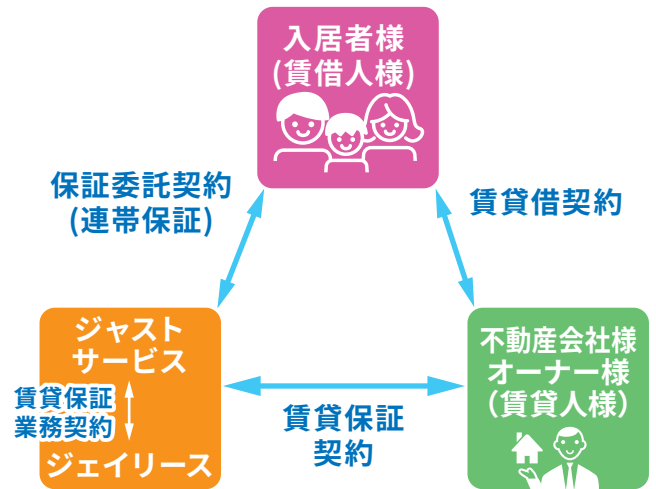 入居者様
(賃借人様)
保証委託契約
(連帯保証)
賃貸借契約
ジャスト
サービス
賃貸保証
業務契約
ジェイリース
賃貸保証
契約
不動産会社様
オーナー様
(賃貸人様)